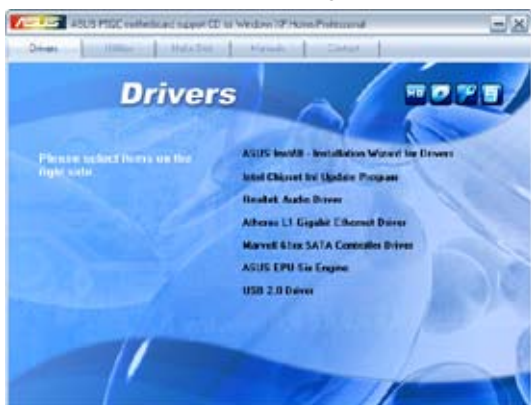 ASUS P5QC motherboard support CD for Windows XP Home/Professional
Drivers Utilities Make Disk Manuals Contact
Drivers
Please select items on the
right side.
ASUS InstAll - Installation Wizard for Drivers
Intel Chipset Inf Update Program
Realtek Audio Driver
Atheros L1 Gigabit Ethernet Driver
Marvell 61xx SATA Controller Driver
ASUS EPU-Six Engine
USB 2.0 Driver